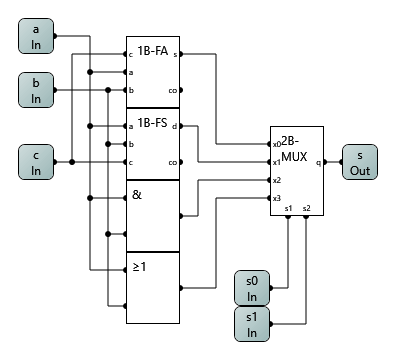 a
In
b
In
c
In
1B-FA
c
a
b
s
co
1B-FS
a
b
c
d
co
&
≥1
2B-
MUX
x0
x1
x2
x3
q
s1
s2
s
Out
s0
In
s1
In